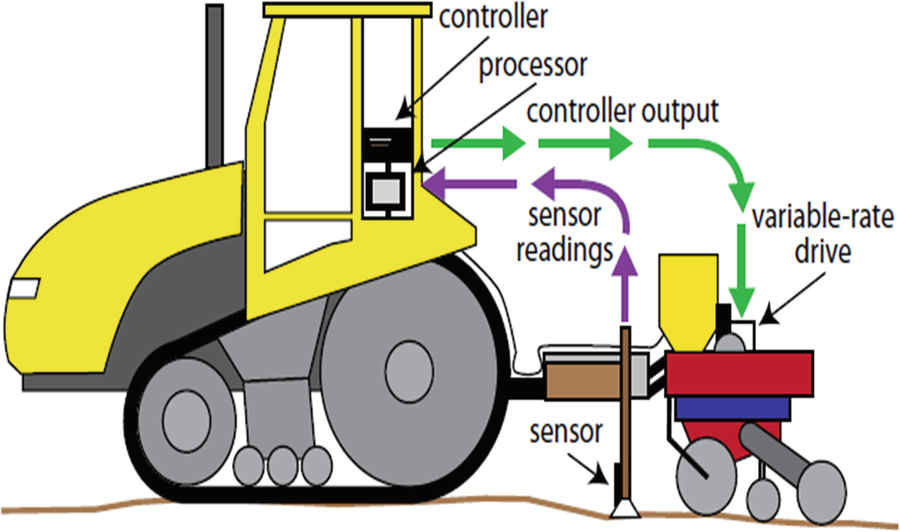 controller
processor
controller output
sensor
readings
variable-rate
drive
sensor